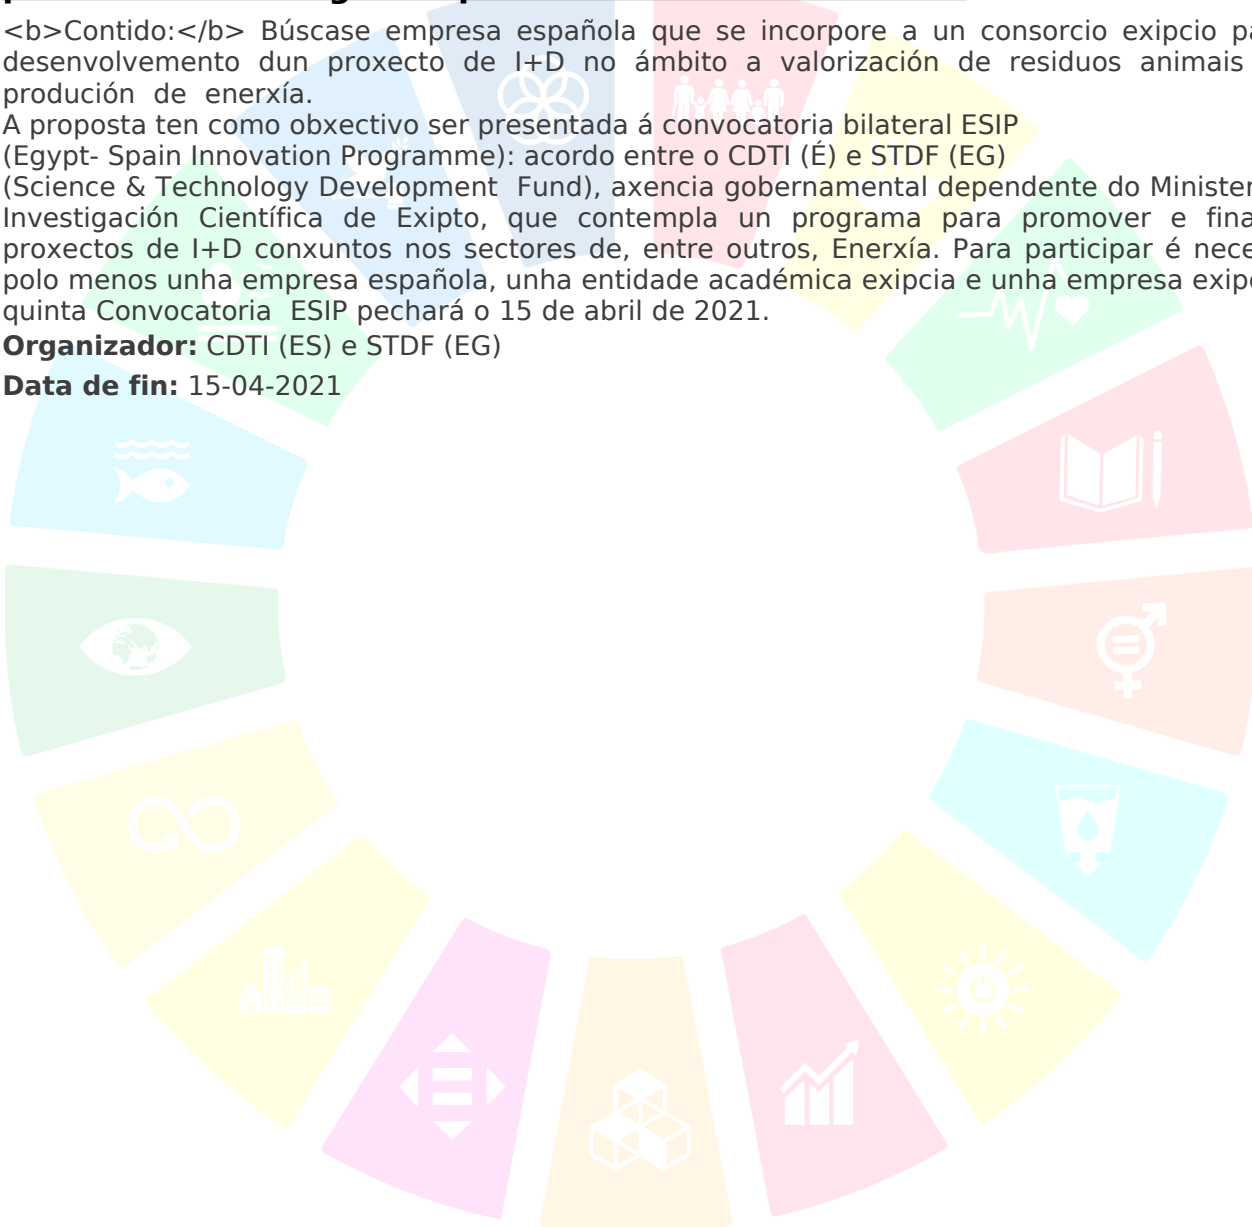 <b>Contido:</b> Búscase empresa española que se incorpore a un consorcio exipcio
desenvolvemento dun proxecto de I+D no ámbito a valorización de residuos animais
produción de enerxía.
A proposta ten como obxectivo ser presentada á convocatoria bilateral ESIP
(Egypt- Spain Innovation Programme): acordo entre o CDTI (É) e STDF (EG)
(Science & Technology Development Fund), axencia gobernamental dependente do
Investigación Científica de Exipto, que contempla un programa para promover e
proxectos de I+D conxuntos nos sectores de, entre outros, Enerxía. Para participar é
polo menos unha empresa española, unha entidade académica exipcia e unha empresa
quinta Convocatoria ESIP pechará o 15 de abril de 2021.
Organizador: CDTI (ES) e STDF (EG)
Data de fin: 15-04-2021